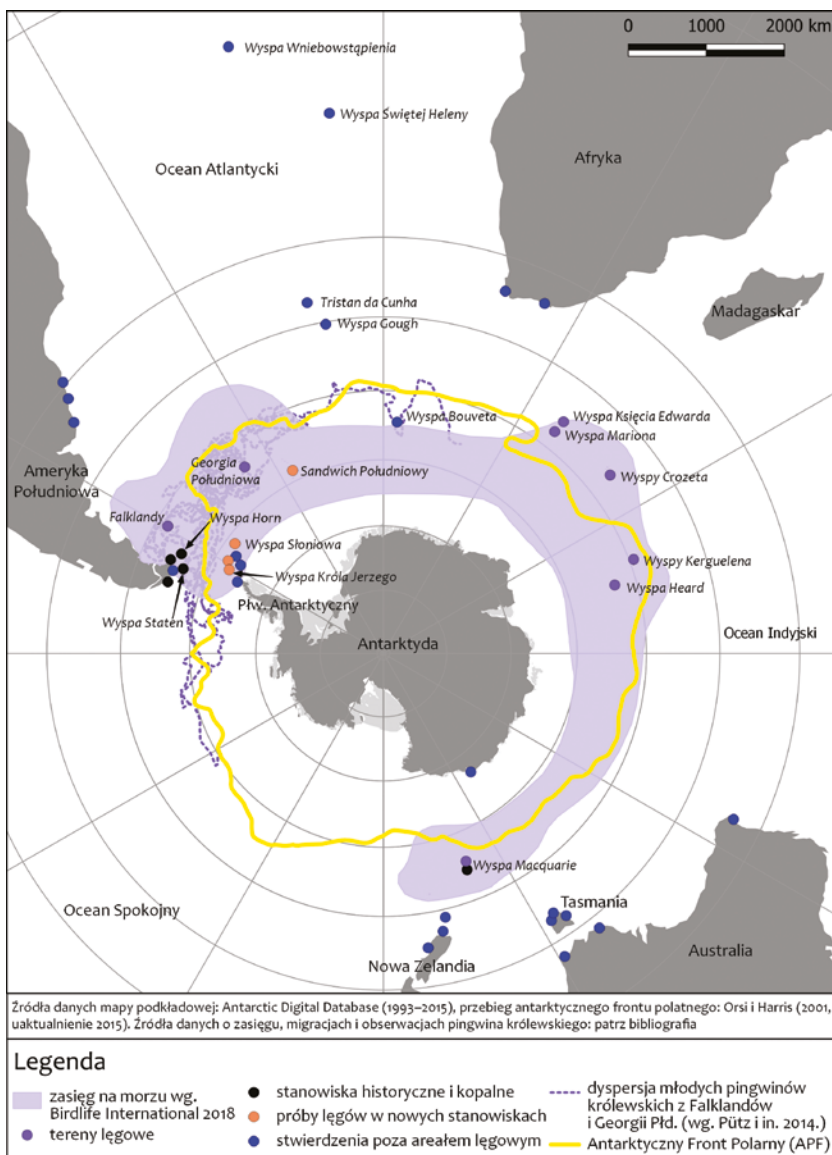 0 1000 2000 km
Wyspa Wniebowstąpienia
Wyspa Świętej Heleny
Afryka
Ocean Atlantycki
Madagaskar
Tristan da Cunha
Wyspa Gough
Wyspa Bouveta
Wyspa Księcia Edwarda
Wyspa Mariona
Ameryka
Południowa
Georgia
Południowa
Sandwich Południowy
Wyspy Crozeta
Falklandy
Wyspa Horn
Wyspa Słoniowa
Wyspy Kerguelena
Wyspa Króla Jerzego
Wyspa Heard
Płw. Antarktyczny
Wyspa Staten
Antarktyda
Ocean Indyjski
Wyspa Macquarie
Ocean Spokojny
Tasmania
Nowa Zelandia
Australia
Źródła danych mapy podkładowej: Antarctic Digital Database (1993–2015), przebieg antarktycznego frontu polatnego: Orsi i Harris (2001,
uaktualnienie 2015). Źródła danych o zasięgu, migracjach i obserwacjach pingwina królewskiego: patrz bibliografia
Legenda
zasięg na morzu wg.
Birdlife International 2018
tereny lęgowe
stanowiska historyczne i kopalne
próby lęgów w nowych stanowiskach
stwierdzenia poza areałem lęgowym
dyspersja młodych pingwinów
królewskich z Falklandów
i Georgii Płd. (wg. Pütz i in. 2014.)
Antarktyczny Front Polarny (APF)